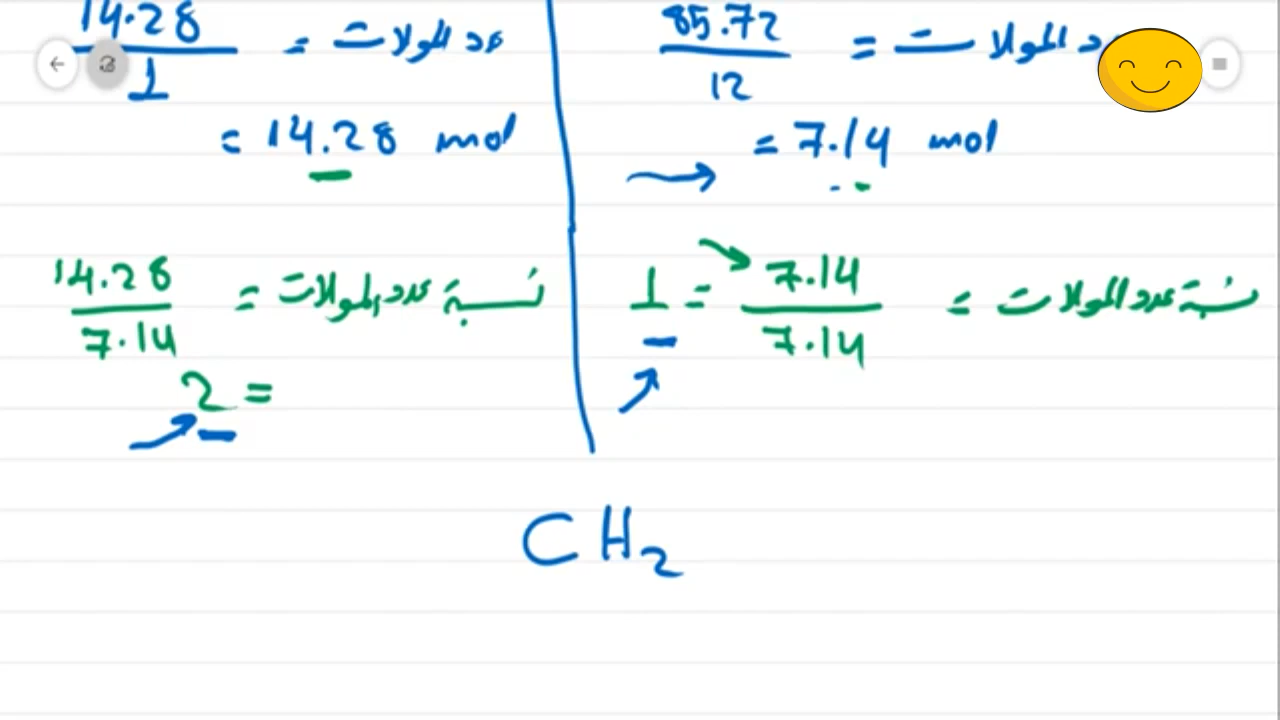 عدد المولات = 85.72 / 12
= 7.14 mol
نسبة عدد المولات = 7.14 / 7.14 = 1
عدد المولات = 14.28 / 1
= 14.28 mol
نسبة عدد المولات = 14.28 / 7.14
= 2
CH₂